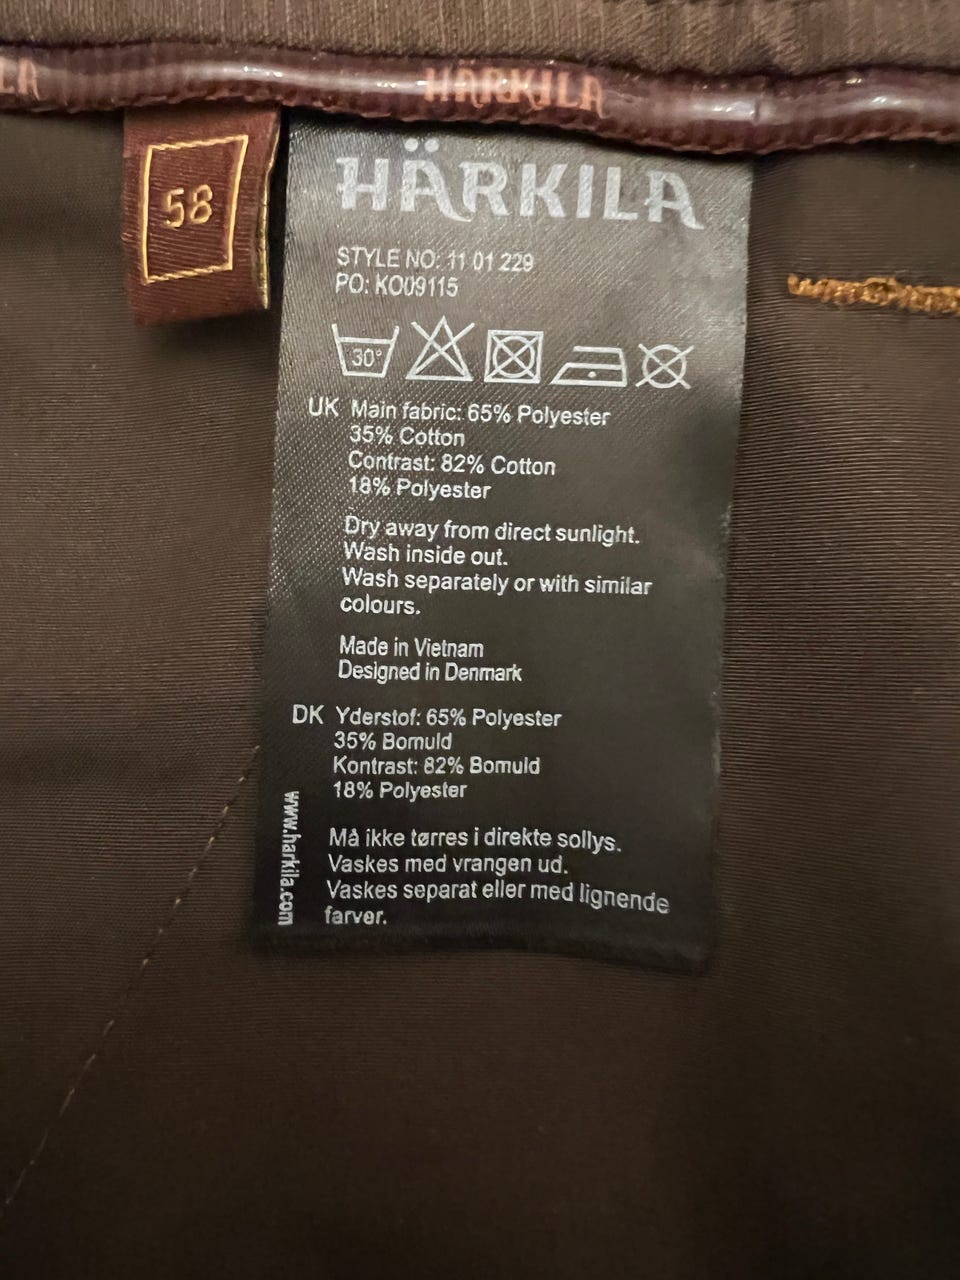 LA
HÄRKILA
58
HÄRKILA
STYLE NO: 11 01 229
PO: KO09115
30°
UK Main fabric: 65% Polyester
35% Cotton
Contrast: 82% Cotton
18% Polyester
Dry away from direct sunlight.
Wash inside out.
Wash separately or with similar
colours.
Made in Vietnam
Designed in Denmark
DK Yderstof: 65% Polyester
35% Bomuld
Kontrast: 82% Bomuld
18% Polyester
Må ikke tørres i direkte sollys.
Vaskes med vrangen ud.
Vaskes separat eller med lignende
farver.
www.harkila.com